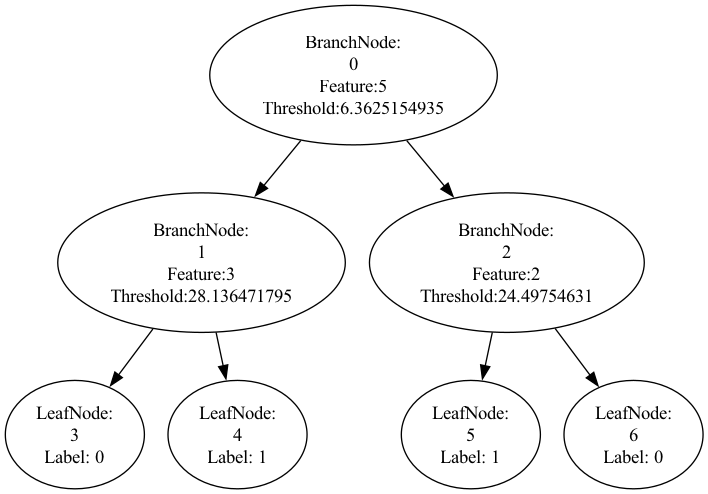 BranchNode:
0
Feature:5
Threshold:6.3625154935
BranchNode:
1
Feature:3
Threshold:28.136471795
BranchNode:
2
Feature:2
Threshold:24.49754631
LeafNode:
3
Label: 0
LeafNode:
4
Label: 1
LeafNode:
5
Label: 1
LeafNode:
6
Label: 0